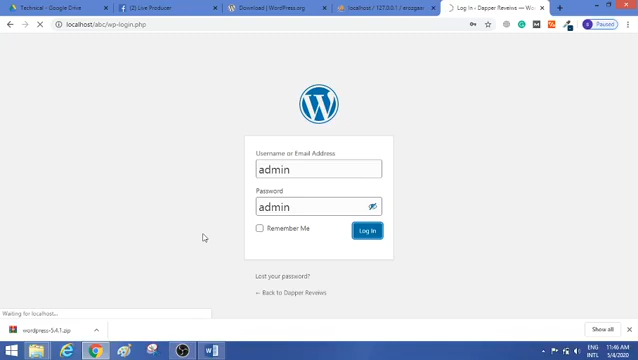 Technical - Google Drive
(2) Live Producer
Download | WordPress.org
localhost / 127.0.0.1 /
Log In ‹ Dapper Reveiws — Wo
localhost/abc/wp-login.php
Paused
Username or Email Address
admin
Password
admin
Remember Me
Log In
Lost your password?
← Back to Dapper Reveiws
Waiting for localhost...
wordpress-5.4.1.zip
Show all
ENG
INTL
11:46 AM
5/4/2020